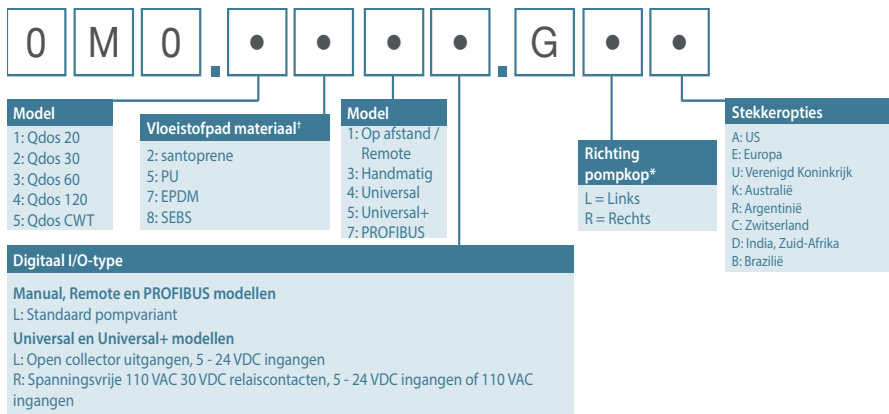 0 M 0 . • • • • . G • •
Model
1: Qdos 20
2: Qdos 30
3: Qdos 60
4: Qdos 120
5: Qdos CWT
Vloeistofpad materiaal†
2: santoprene
5: PU
7: EPDM
8: SEBS
Model
1: Op afstand /
Remote
3: Handmatig
4: Universal
5: Universal+
7: PROFIBUS
Richting
pompkop*
L = Links
R = Rechts
Stekkeropties
A: US
E: Europa
U: Verenigd Koninkrijk
K: Australië
R: Argentinië
C: Zwitserland
D: India, Zuid-Afrika
B: Brazilië
Digitaal I/O-type
Manual, Remote en PROFIBUS modellen
L: Standaard pompvariant
Universal en Universal+ modellen
L: Open collector uitgangen, 5 - 24 VDC ingangen
R: Spanningsvrije 110 VAC 30 VDC relaiscontacten, 5 - 24 VDC ingangen of 110 VAC
ingangen